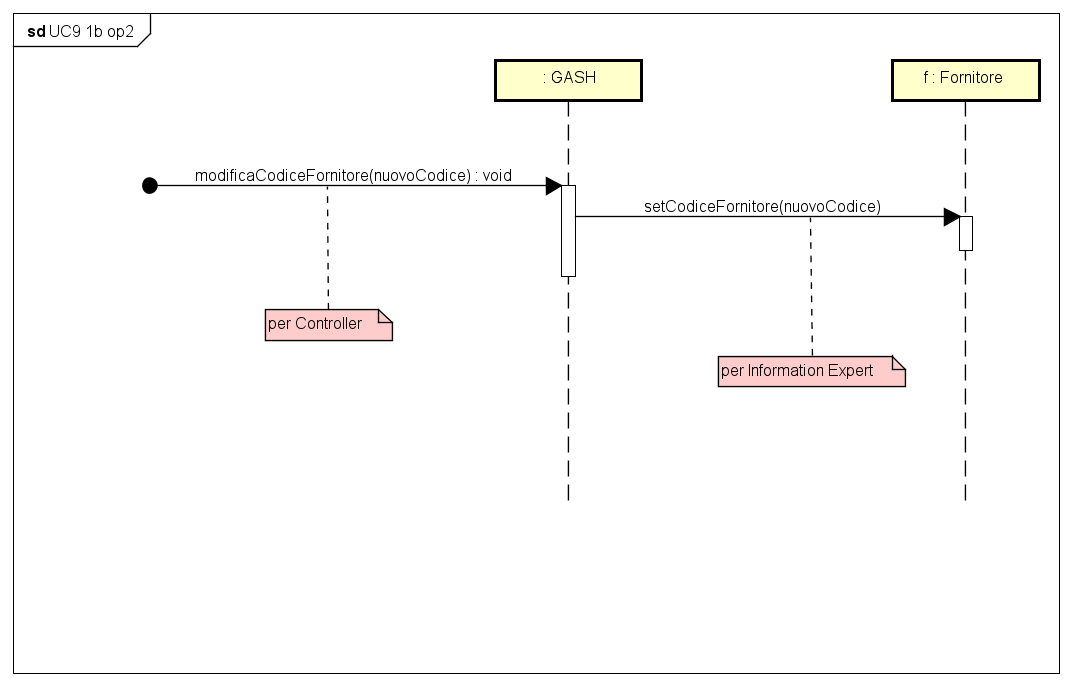 sd UC9 1b op2
: GASH
f : Fornitore
modificaCodiceFornitore(nuovoCodice) : void
setCodiceFornitore(nuovoCodice)
per Controller
per Information Expert